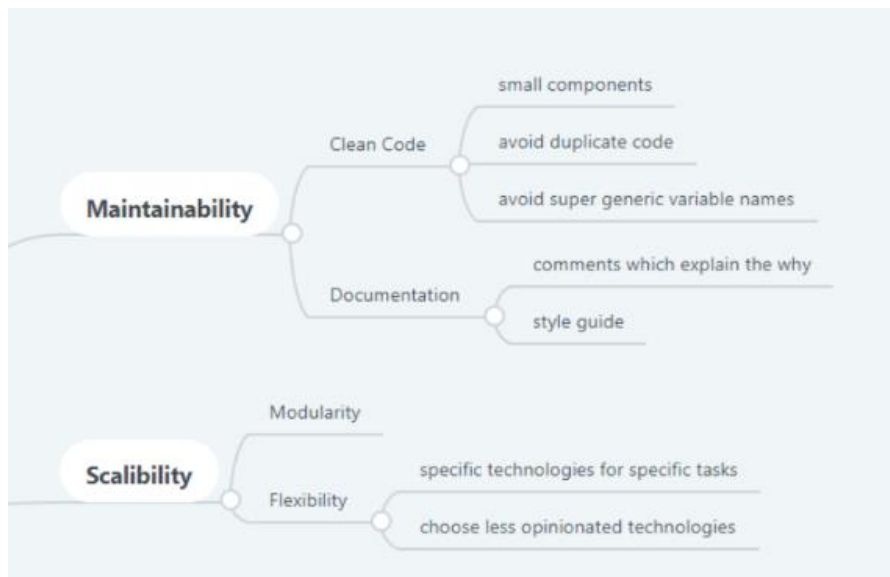 Maintainability
Clean Code
small components
avoid duplicate code
avoid super generic variable names
Documentation
comments which explain the why
style guide
Scalibility
Modularity
Flexibility
specific technologies for specific tasks
choose less opinionated technologies